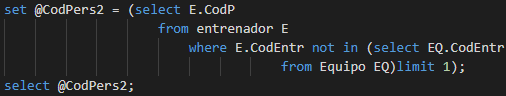 set @CodPers2 = (select E.CodP
from entrenador E
where E.CodEntr not in (select EQ.CodEntr
from Equipo EQ)limit 1);
select @CodPers2;